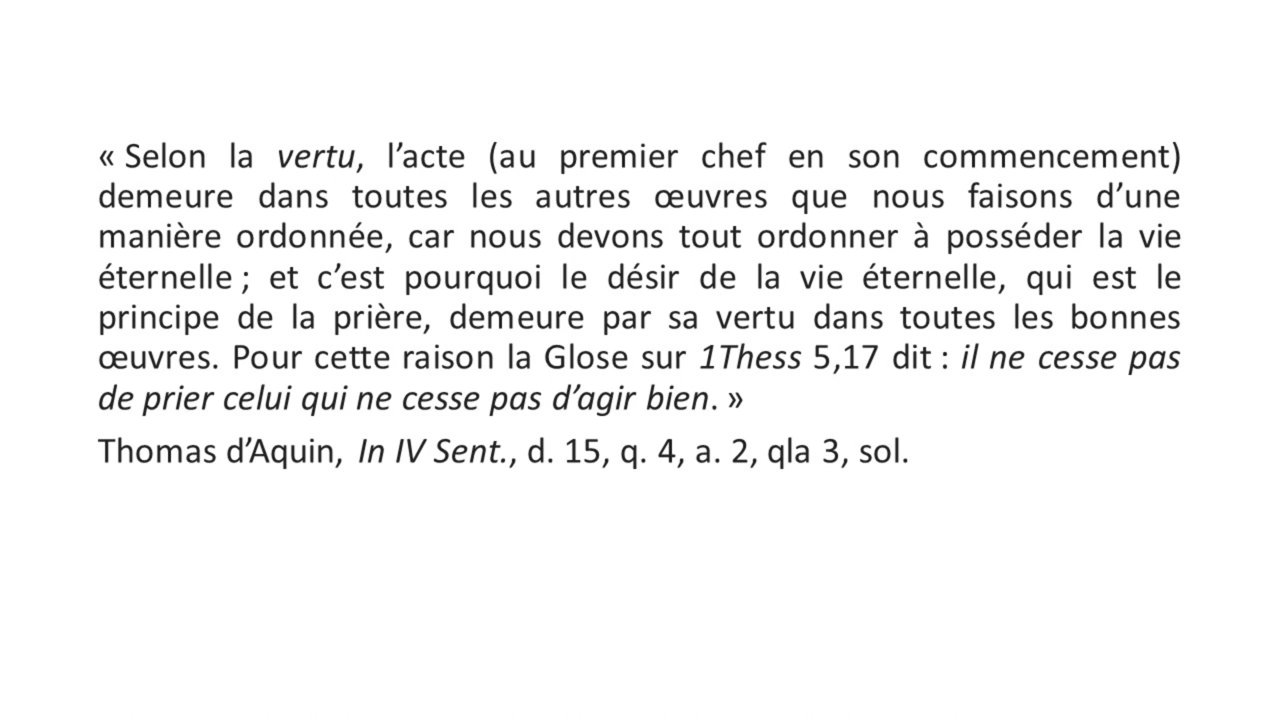 « Selon la vertu, l’acte (au premier chef en son commencement)
demeure dans toutes les autres œuvres que nous faisons d’une
manière ordonnée, car nous devons tout ordonner à posséder la vie
éternelle ; et c’est pourquoi le désir de la vie éternelle, qui est le
principe de la prière, demeure par sa vertu dans toutes les bonnes
œuvres. Pour cette raison la Glose sur 1Thess 5,17 dit : il ne cesse pas
de prier celui qui ne cesse pas d’agir bien. »
Thomas d’Aquin, In IV Sent., d. 15, q. 4, a. 2, qla 3, sol.